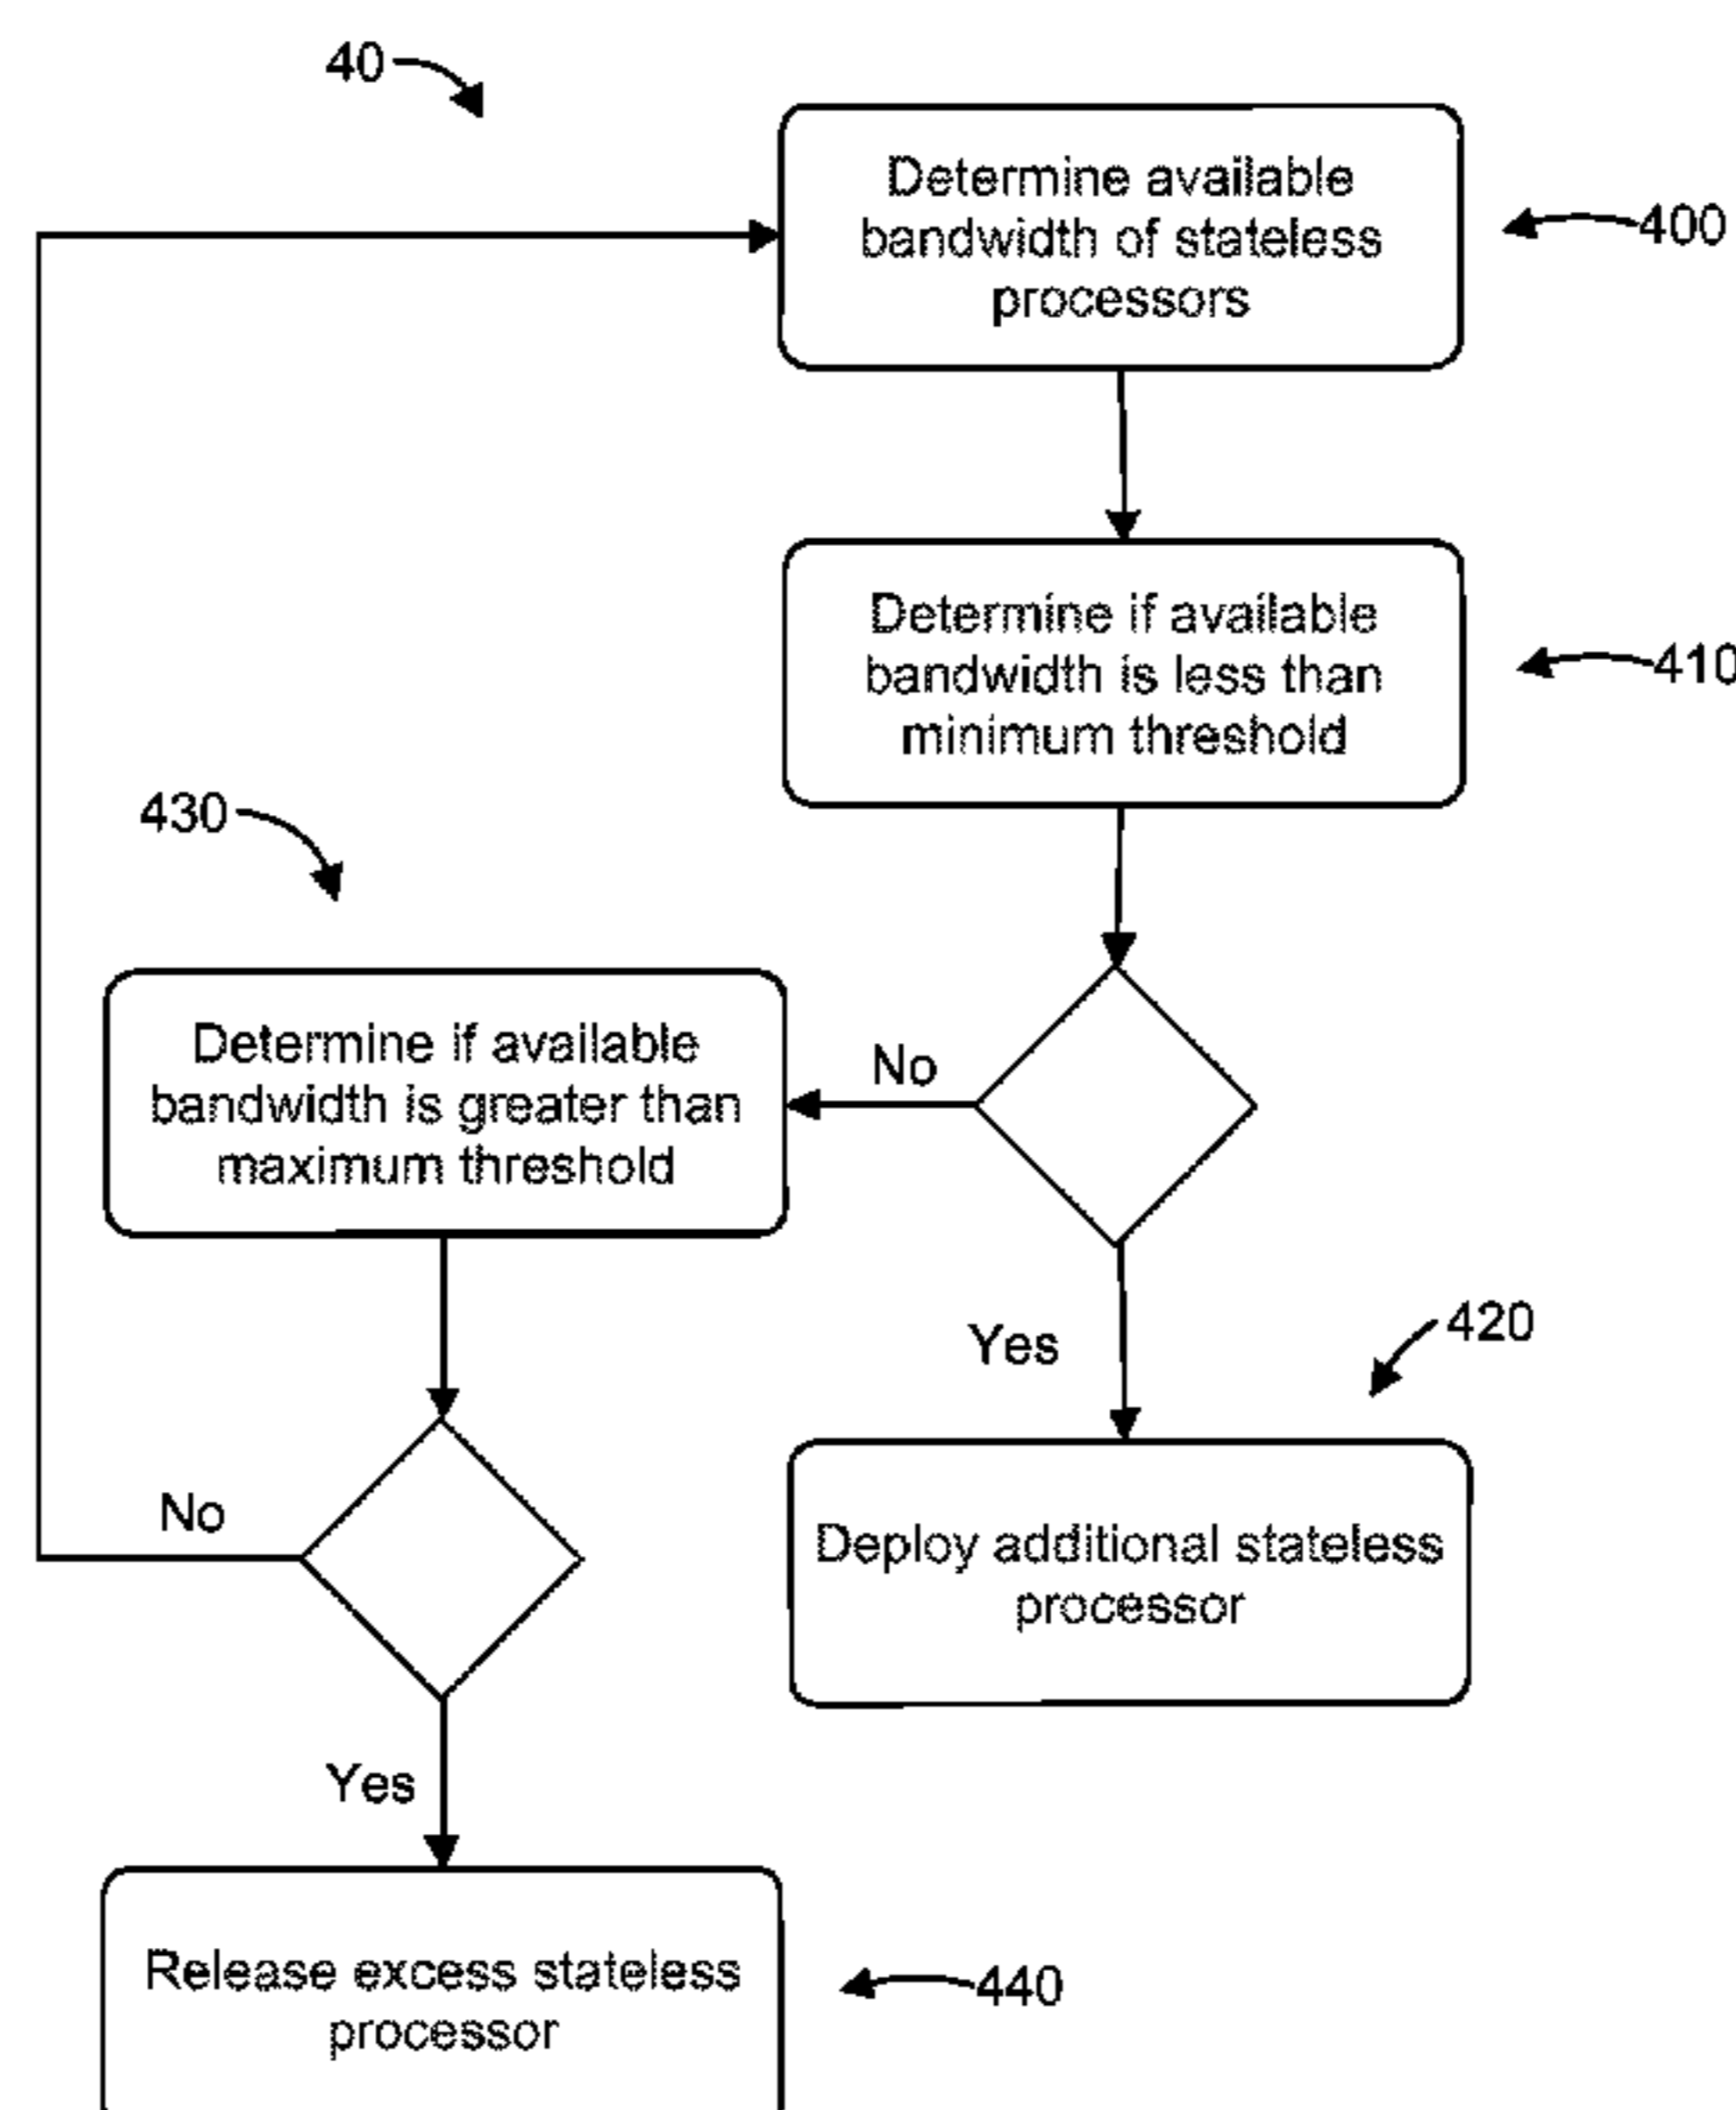 40
Determine available
bandwidth of stateless
processors
400
Determine if available
bandwidth is less than
minimum threshold
410
430
Determine if available
bandwidth is greater than
maximum threshold
No
Yes
420
Deploy additional stateless
processor
No
Yes
Release excess stateless
processor
440